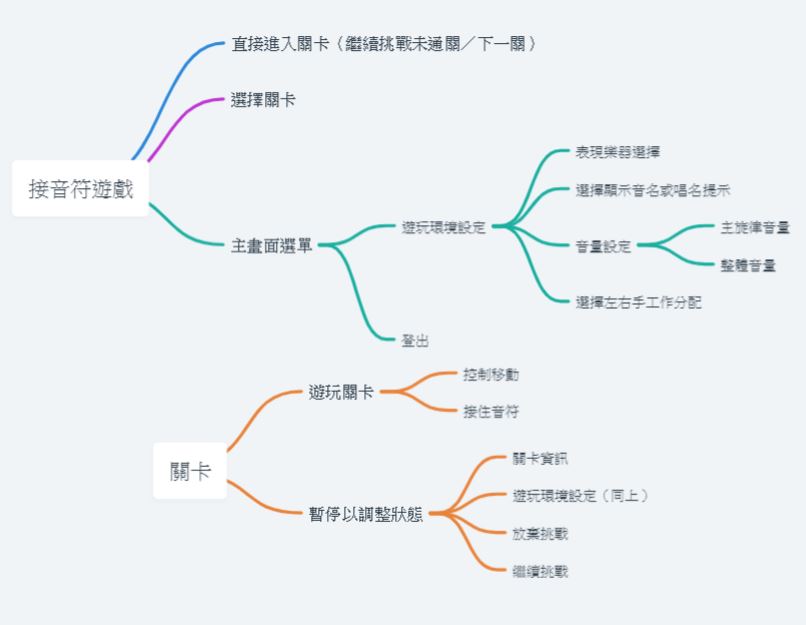 直接進入關卡（繼續挑戰未通關／下一關）
選擇關卡
接音符遊戲
主畫面選單
遊玩環境設定
表現樂器選擇
選擇顯示音名或唱名提示
音量設定
主旋律音量
整體音量
選擇左右手工作分配
登出
關卡
遊玩關卡
控制移動
接住音符
暫停以調整狀態
關卡資訊
遊玩環境設定（同上）
放棄挑戰
繼續挑戰